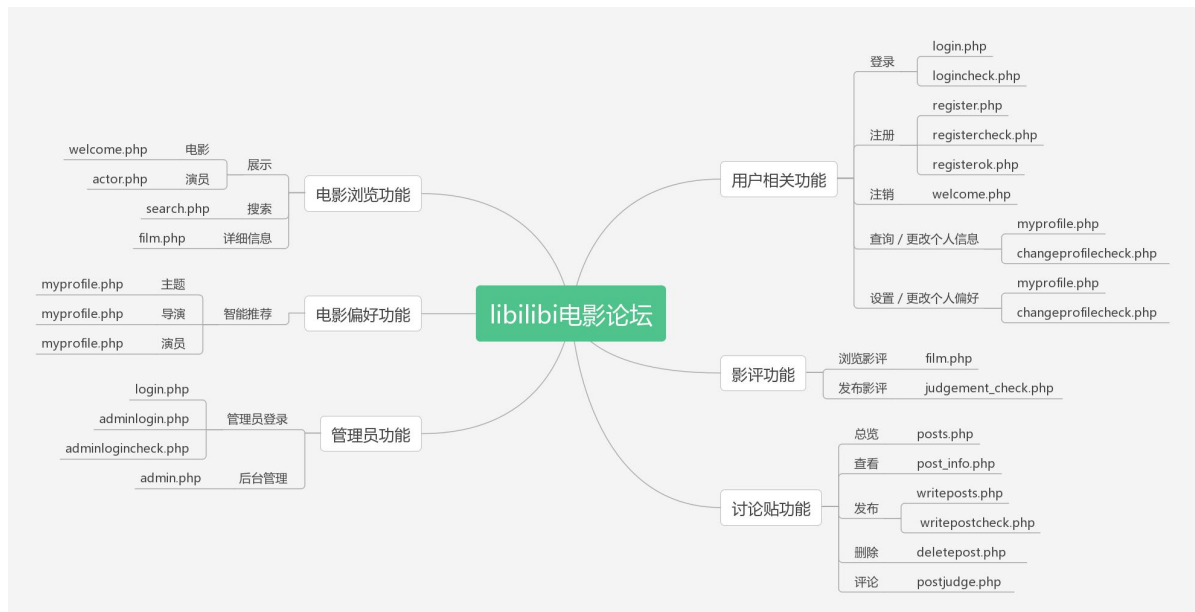 libilibi电影论坛
用户相关功能
登录
login.php
logincheck.php
注册
register.php
registercheck.php
registerok.php
注销 welcome.php
查询 / 更改个人信息
myprofile.php
changeprofilecheck.php
设置 / 更改个人偏好
myprofile.php
changeprofilecheck.php
影评功能
浏览影评 film.php
发布影评 judgement_check.php
讨论贴功能
总览 posts.php
查看 post_info.php
发布
writeposts.php
writepostcheck.php
删除 deletepost.php
评论 postjudge.php
电影浏览功能
展示
welcome.php 电影
actor.php 演员
search.php 搜索
film.php 详细信息
电影偏好功能
智能推荐
myprofile.php 主题
myprofile.php 导演
myprofile.php 演员
管理员功能
管理员登录
login.php
adminlogin.php
adminlogincheck.php
admin.php 后台管理